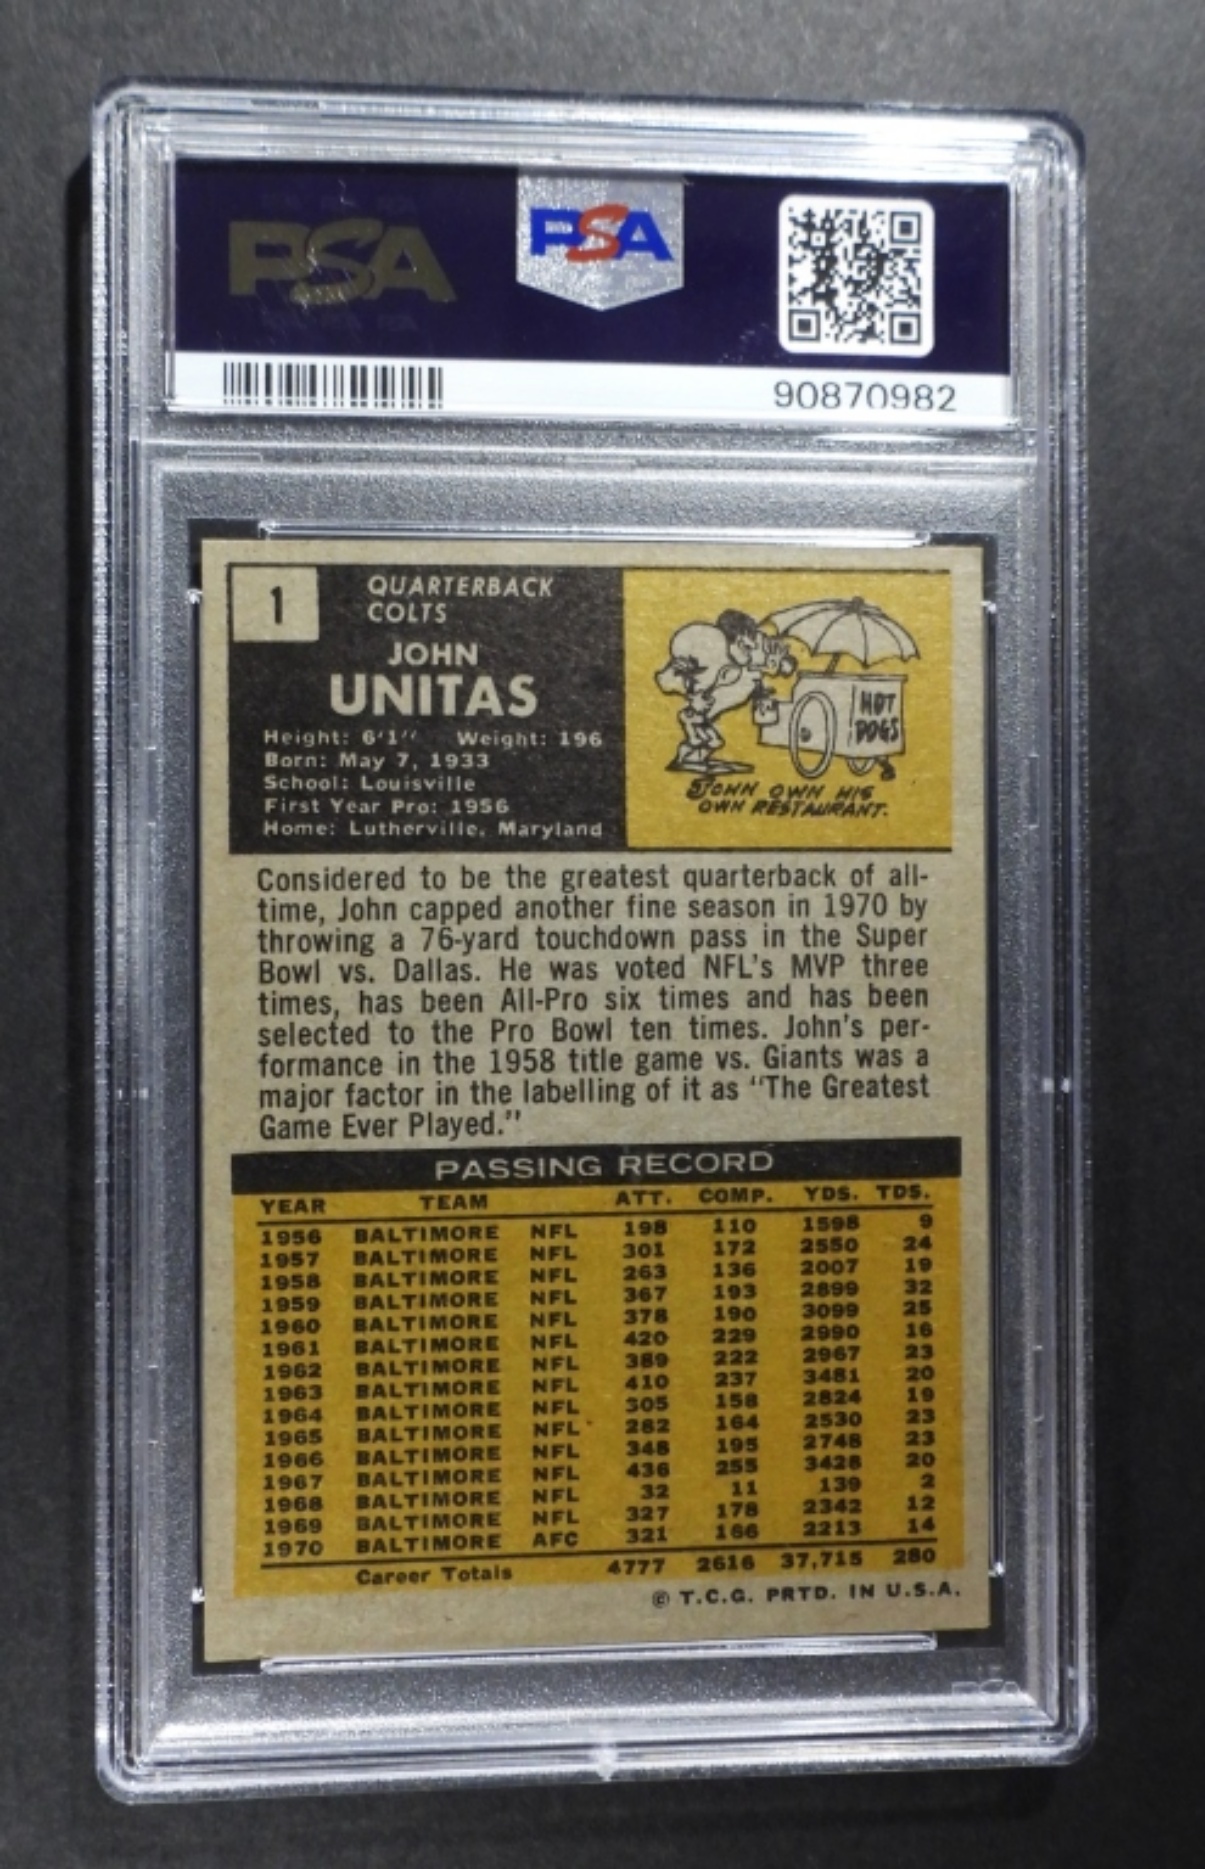 PSA
PSA
90870982
1
QUARTERBACK
COLTS
JOHN
UNITAS
Height: 6'1" Weight: 196
Born: May 7, 1933
School: Louisville
First Year Pro: 1956
Home: Lutherville, Maryland
HOT
DOGS
JOHN OWN HIS
OWN RESTAURANT.
Considered to be the greatest quarterback of all-
time, John capped another fine season in 1970 by
throwing a 76-yard touchdown pass in the Super
Bowl vs. Dallas. He was voted NFL's MVP three
times, has been All-Pro six times and has been
selected to the Pro Bowl ten times. John's per-
formance in the 1958 title game vs. Giants was a
major factor in the labelling of it as "The Greatest
Game Ever Played."
PASSING RECORD
YEAR TEAM ATT. COMP. YDS. TDS.
1956 BALTIMORE NFL 198 110 1598 9
1957 BALTIMORE NFL 301 172 2550 24
1958 BALTIMORE NFL 263 136 2007 19
1959 BALTIMORE NFL 367 193 2899 32
1960 BALTIMORE NFL 378 190 3099 25
1961 BALTIMORE NFL 420 229 2990 16
1962 BALTIMORE NFL 389 222 2967 23
1963 BALTIMORE NFL 410 237 3481 20
1964 BALTIMORE NFL 305 158 2824 19
1965 BALTIMORE NFL 282 164 2530 23
1966 BALTIMORE NFL 348 195 2748 23
1967 BALTIMORE NFL 436 255 3428 20
1968 BALTIMORE NFL 32 11 139 2
1969 BALTIMORE NFL 327 178 2342 12
1970 BALTIMORE AFC 321 166 2213 14
Career Totals 4777 2616 37,715 280
© T.C.G. PRTD. IN U.S.A.